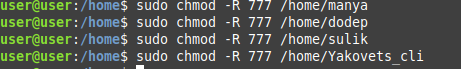 user@user:/home$ sudo chmod -R 777 /home/manya
user@user:/home$ sudo chmod -R 777 /home/dodep
user@user:/home$ sudo chmod -R 777 /home/sulik
user@user:/home$ sudo chmod -R 777 /home/Yakovets_cli